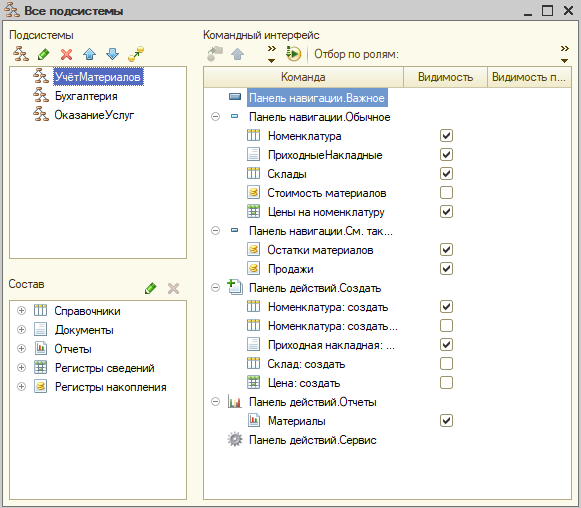 Все подсистемы
Подсистемы
УчётМатериалов
Бухгалтерия
ОказаниеУслуг
Состав
Справочники
Документы
Отчеты
Регистры сведений
Регистры накопления
Командный интерфейс
Отбор по ролям:
Команда Видимость Видимость п...
Панель навигации.Важное
Панель навигации.Обычное
Номенклатура
ПриходныеНакладные
Склады
Стоимость материалов
Цены на номенклатуру
Панель навигации.См. так...
Остатки материалов
Продажи
Панель действий.Создать
Номенклатура: создать
Номенклатура: создать...
Приходная накладная: ...
Склад: создать
Цена: создать
Панель действий.Отчеты
Материалы
Панель действий.Сервис